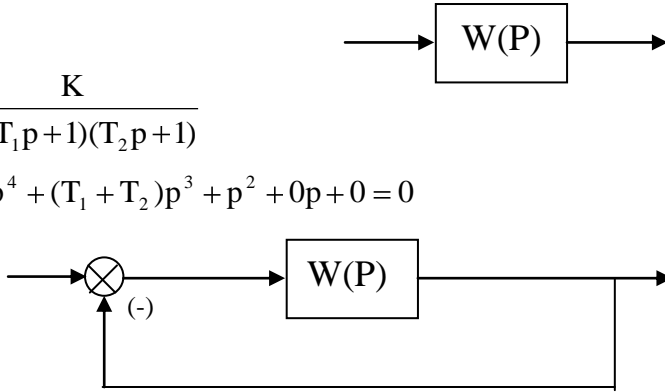 W(P)
K
T₁p+1)(T₂p+1)
p⁴ + (T₁ + T₂)p³ + p² + 0p + 0 = 0
W(P)
(-)